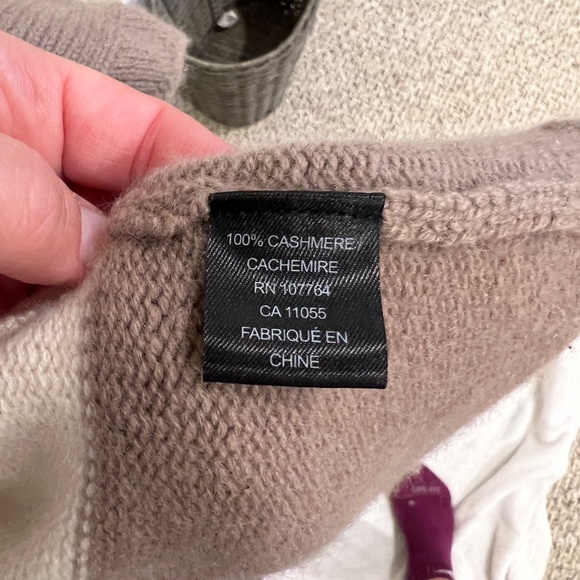 100% CASHMERE
CACHEMIRE
RN 107764
CA 11055
FABRIQUÉ EN
CHINE